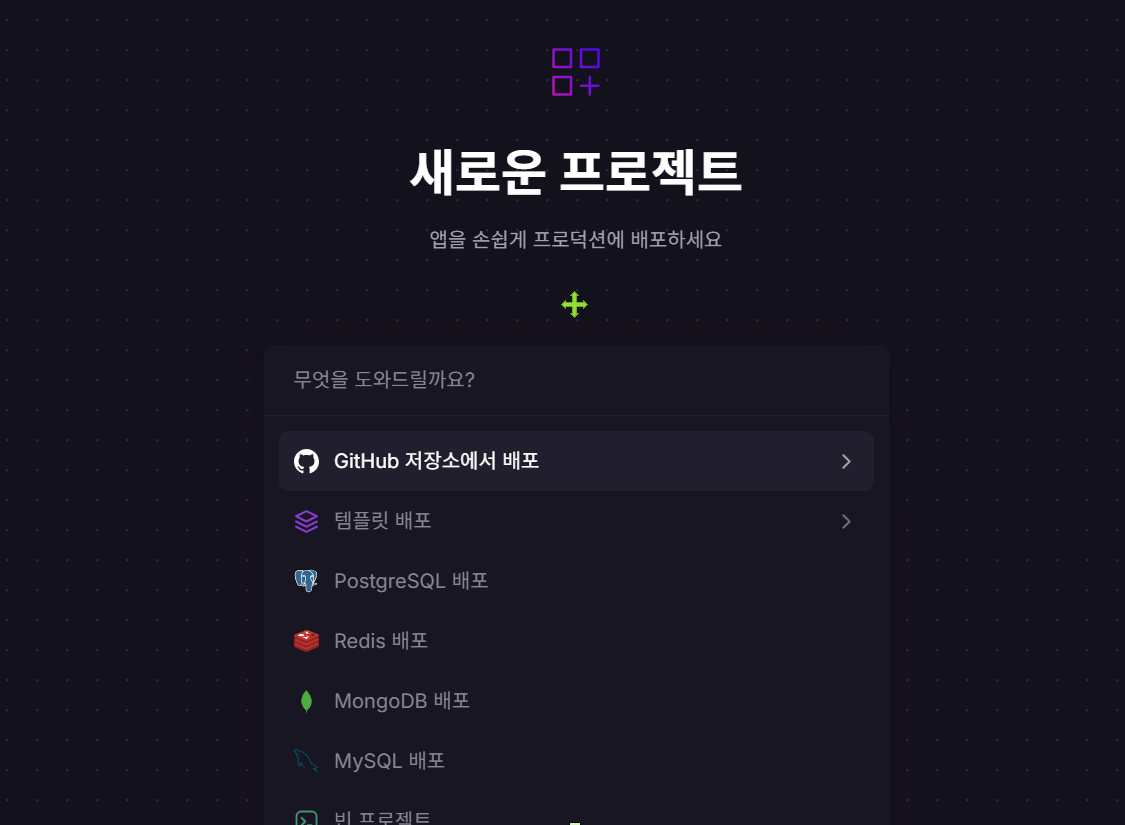 새로운 프로젝트
앱을 손쉽게 프로덕션에 배포하세요
무엇을 도와드릴까요?
GitHub 저장소에서 배포
템플릿 배포
PostgreSQL 배포
Redis 배포
MongoDB 배포
MySQL 배포
빈 프로젝트